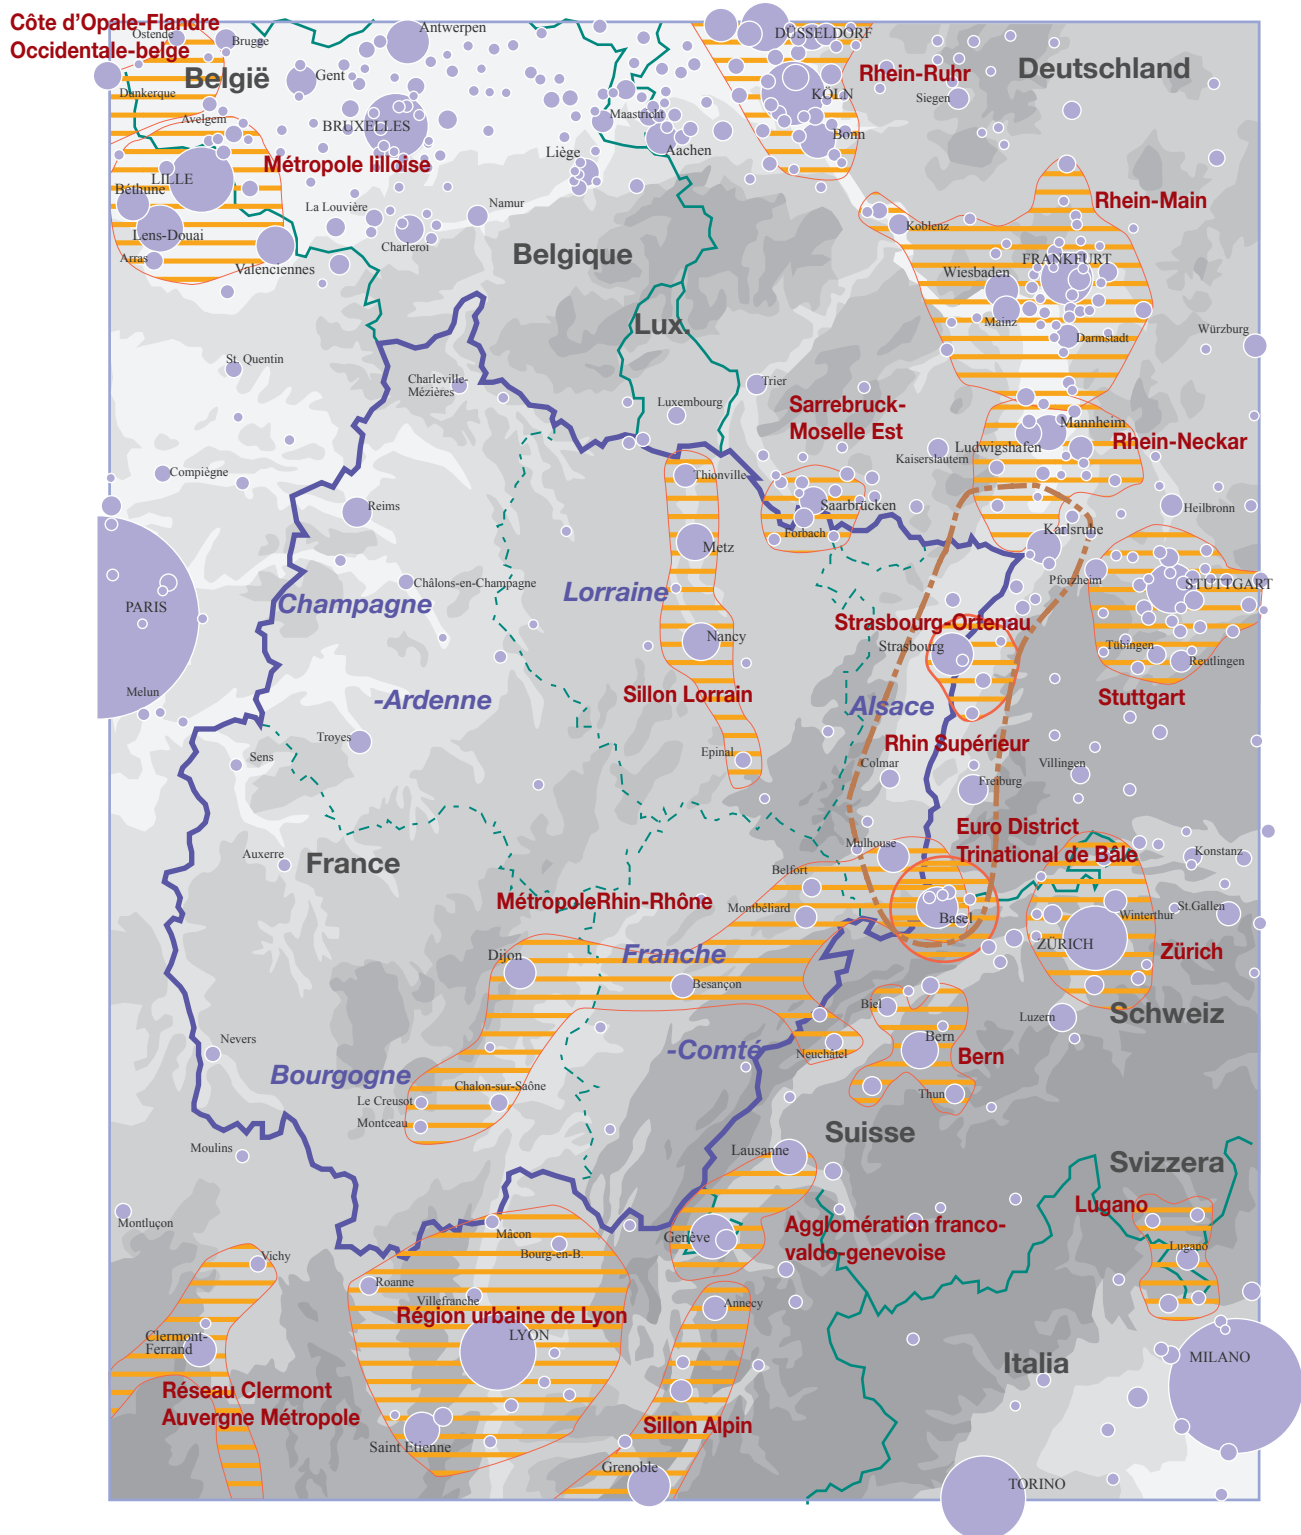 Côte d'Opale-Flandre
Occidentale-belge
Ostende
Brugge
Antwerpen
DÜSSELDORF
België
Gent
Dunkerque
Avelgem
BRUXELLES
Maastricht
Aachen
Liège
Rhein-Ruhr
KÖLN
Bonn
Siegen
Deutschland
Métropole lilloise
LILLE
Béthune
Lens-Douai
Arras
Valenciennes
La Louvière
Charleroi
Namur
Belgique
Lux.
Koblenz
Rhein-Main
FRANKFURT
Wiesbaden
Mainz
Darmstadt
Würzburg
St. Quentin
Charleville-
Mézières
Luxembourg
Trier
Sarrebruck-
Moselle Est
Mannheim
Ludwigshafen
Kaiserslautern
Rhein-Neckar
Compiègne
Reims
Thionville
Saarbrücken
Forbach
Karlsruhe
Heilbronn
Metz
Châlons-en-Champagne
Champagne
Lorraine
Pforzheim
STUTTGART
PARIS
Nancy
Strasbourg-Ortenau
Strasbourg
Tübingen
Reutlingen
Melun
-Ardenne
Sillon Lorrain
Alsace
Stuttgart
Troyes
Sens
Epinal
Rhin Supérieur
Colmar
Freiburg
Villingen
Auxerre
France
Mulhouse
Euro District
Trinational de Bâle
Konstanz
Belfort
MétropoleRhin-Rhône
Montbéliard
Basel
Winterthur
St.Gallen
ZÜRICH
Zürich
Dijon
Franche
Besançon
Biel
Luzern
Schweiz
Nevers
-Comté
Neuchâtel
Bern
Bern
Bourgogne
Chalon-sur-Saône
Le Creusot
Montceau
Thun
Moulins
Lausanne
Suisse
Svizzera
Montluçon
Mâcon
Bourg-en-B.
Genève
Agglomération franco-
valdo-genevoise
Lugano
Lugano
Vichy
Roanne
Villefranche
Annecy
Région urbaine de Lyon
LYON
Clermont-
Ferrand
Italia
MILANO
Réseau Clermont
Auvergne Métropole
Saint Etienne
Sillon Alpin
Grenoble
TORINO